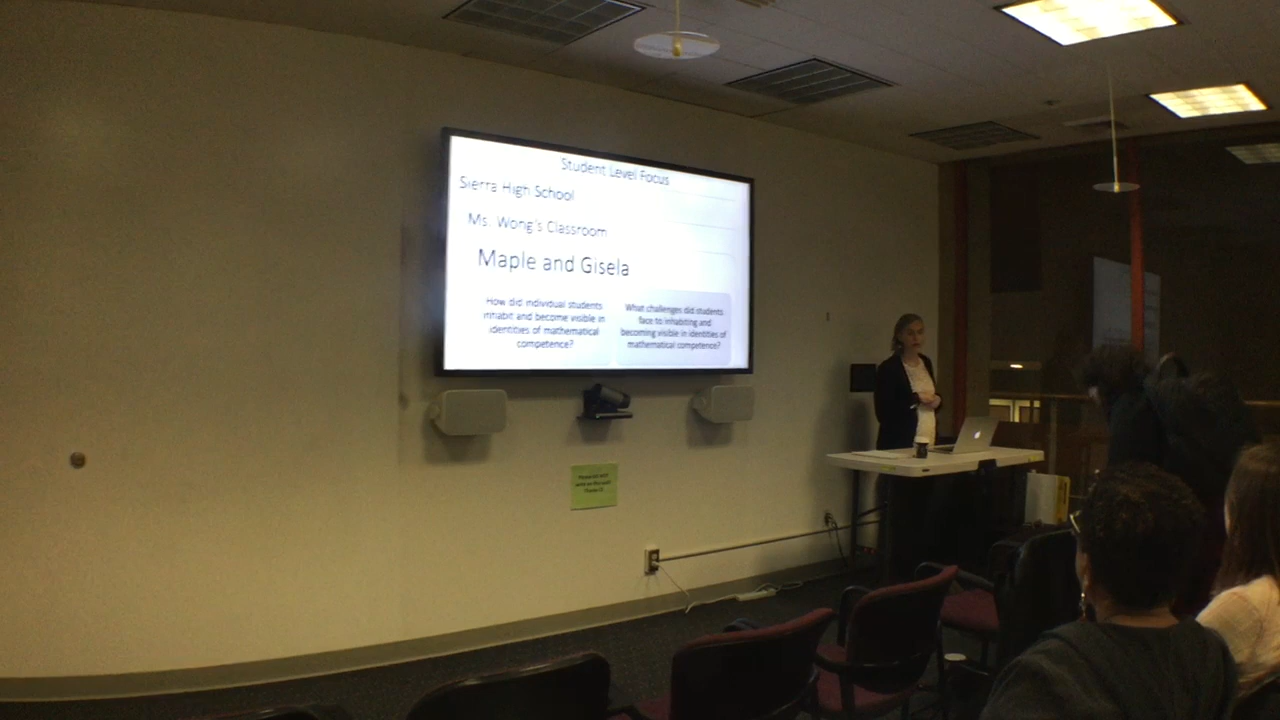 Student Level Focus
Sierra High School
Ms. Wong's Classroom
Maple and Gisela
How did individual students
inhabit and become visible in
identities of mathematical
competence?
What challenges did students
face to inhabiting and
becoming visible in identities of
mathematical competence?